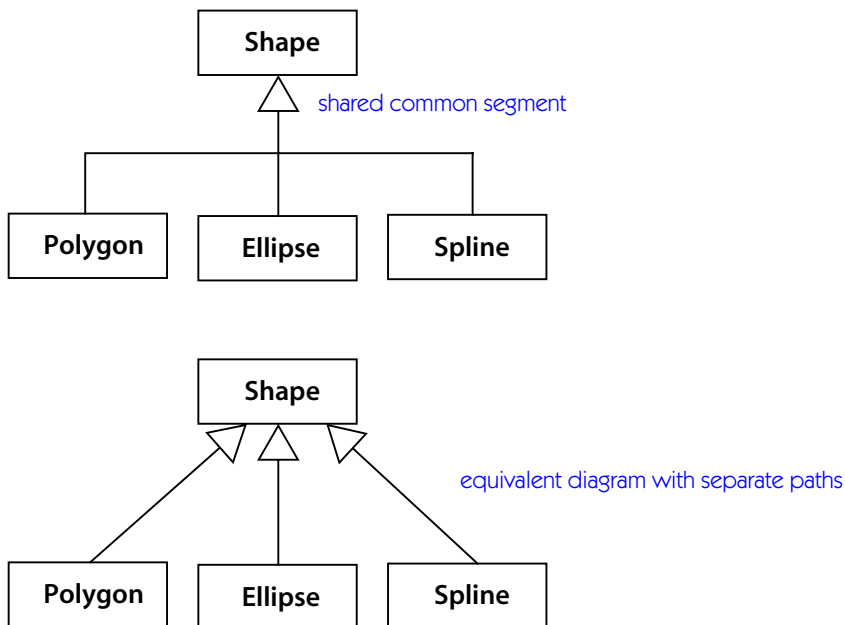 Shape
shared common segment
Polygon Ellipse Spline
Shape
equivalent diagram with separate paths
Polygon Ellipse Spline